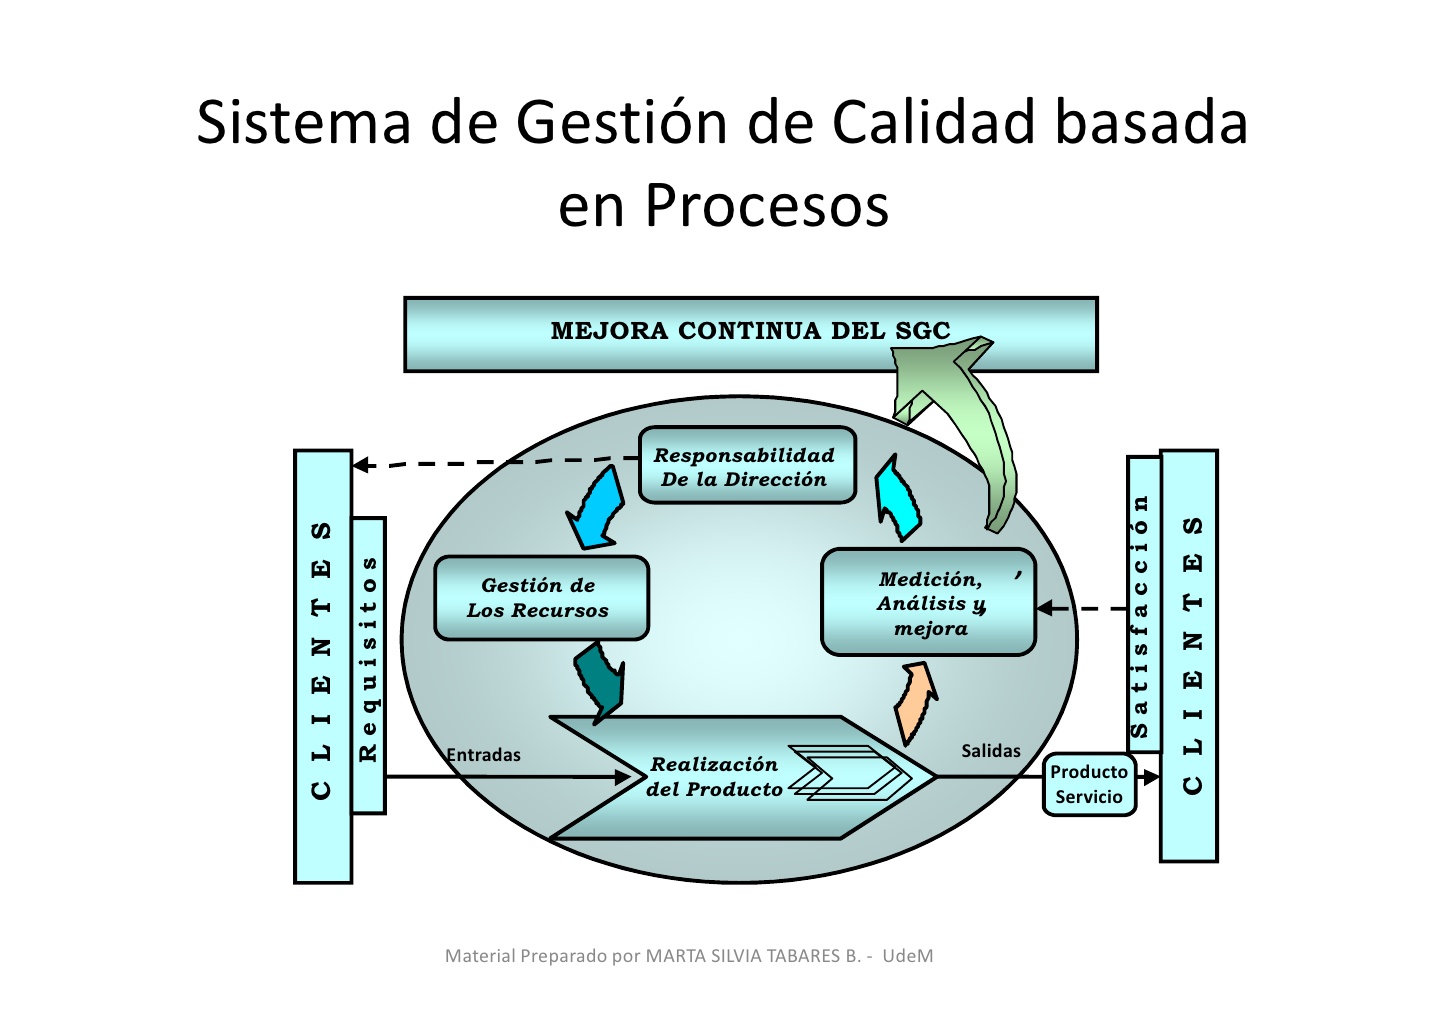 Sistema de Gestión de Calidad basada
en Procesos
MEJORA CONTINUA DEL SGC
Responsabilidad
De la Dirección
Gestión de
Los Recursos
Medición, ,
Análisis y,
mejora
CLIENTES
Requisitos
Entradas
Realización
del Producto
Salidas
Producto
Servicio
Satisfacción
CLIENTES
Material Preparado por MARTA SILVIA TABARES B. - UdeM